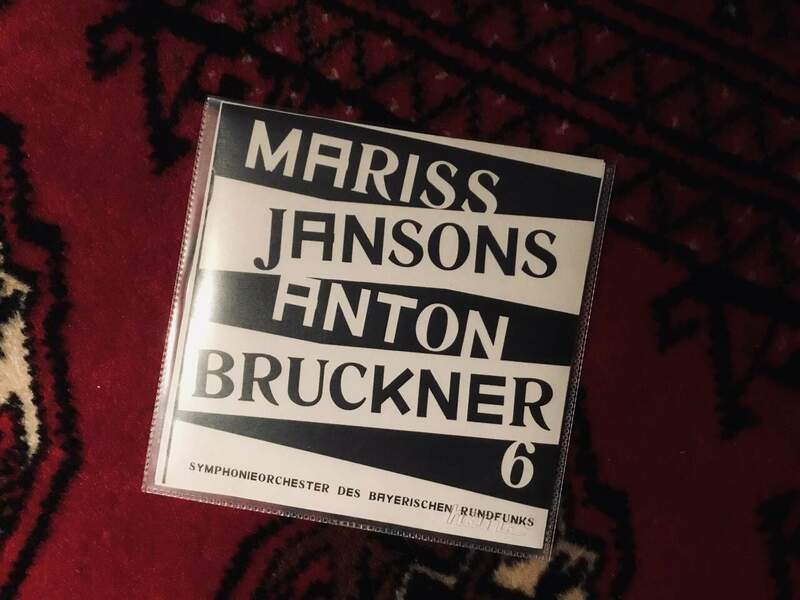 MARISS
JANSONS
ANTON
BRUCKNER
6
SYMPHONIEORCHESTER DES BAYERISCHEN RUNDFUNKS